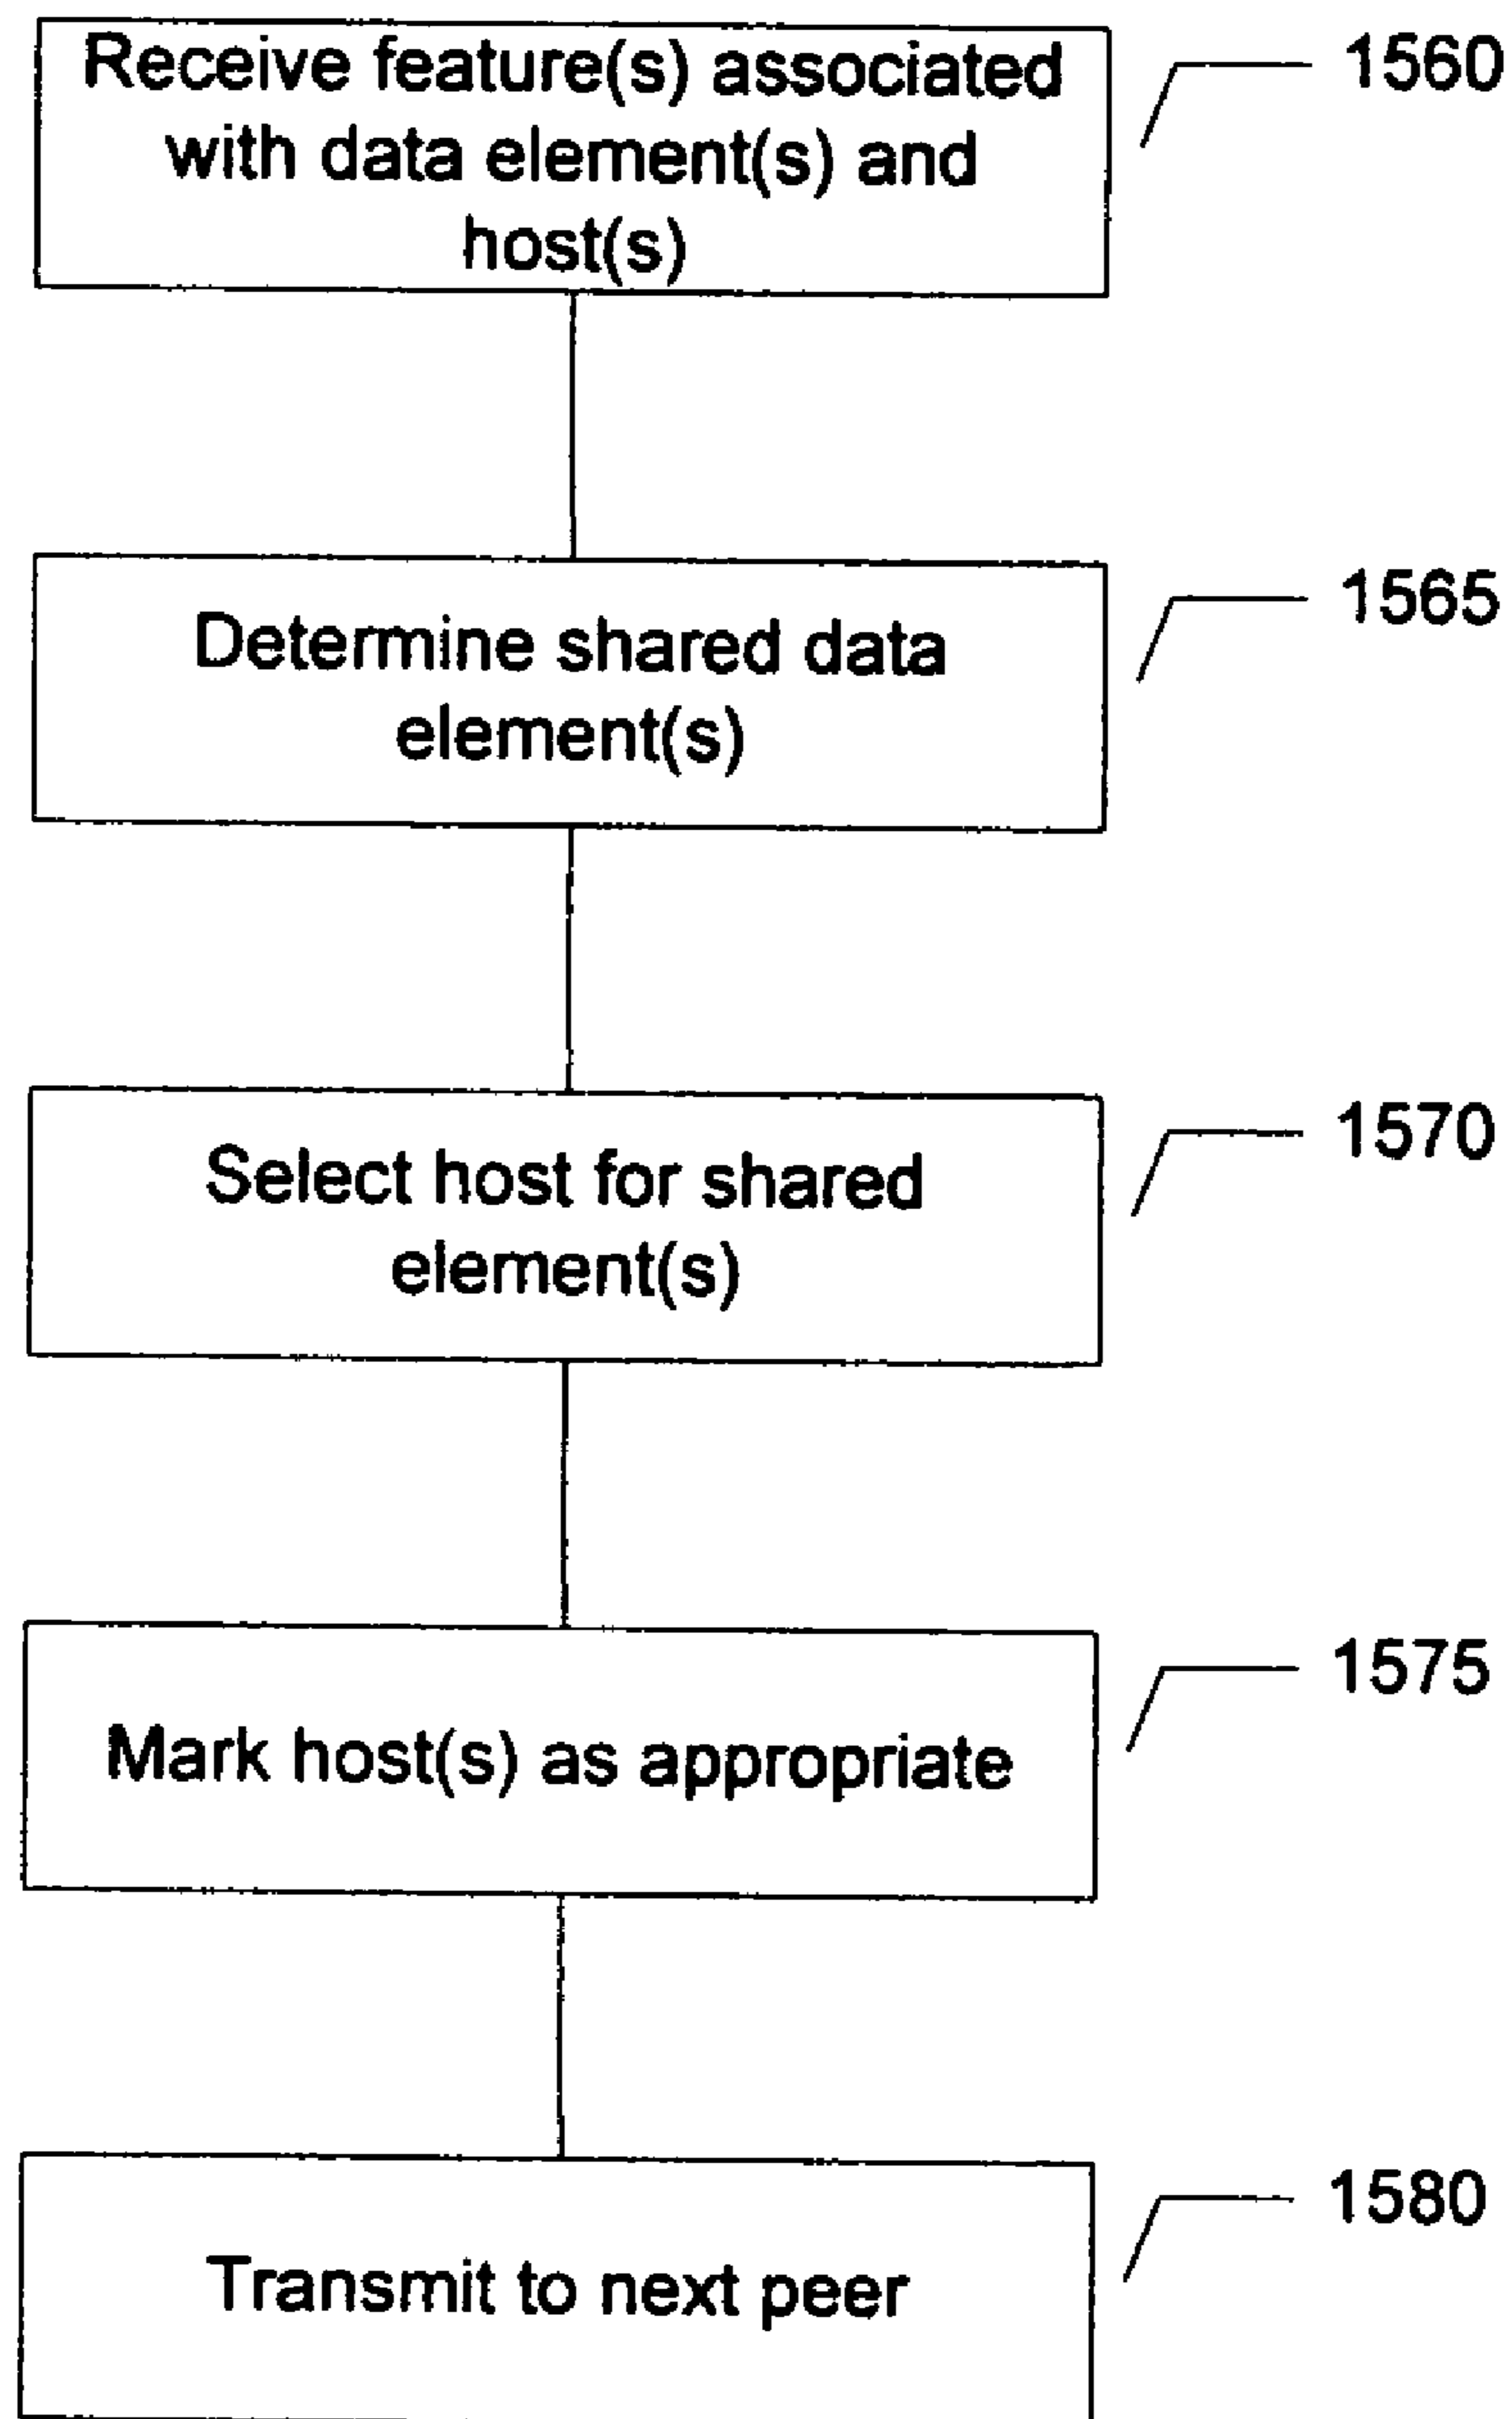 Receive feature(s) associated
with data element(s) and
host(s)
1560
Determine shared data
element(s)
1565
Select host for shared
element(s)
1570
Mark host(s) as appropriate
1575
Transmit to next peer
1580